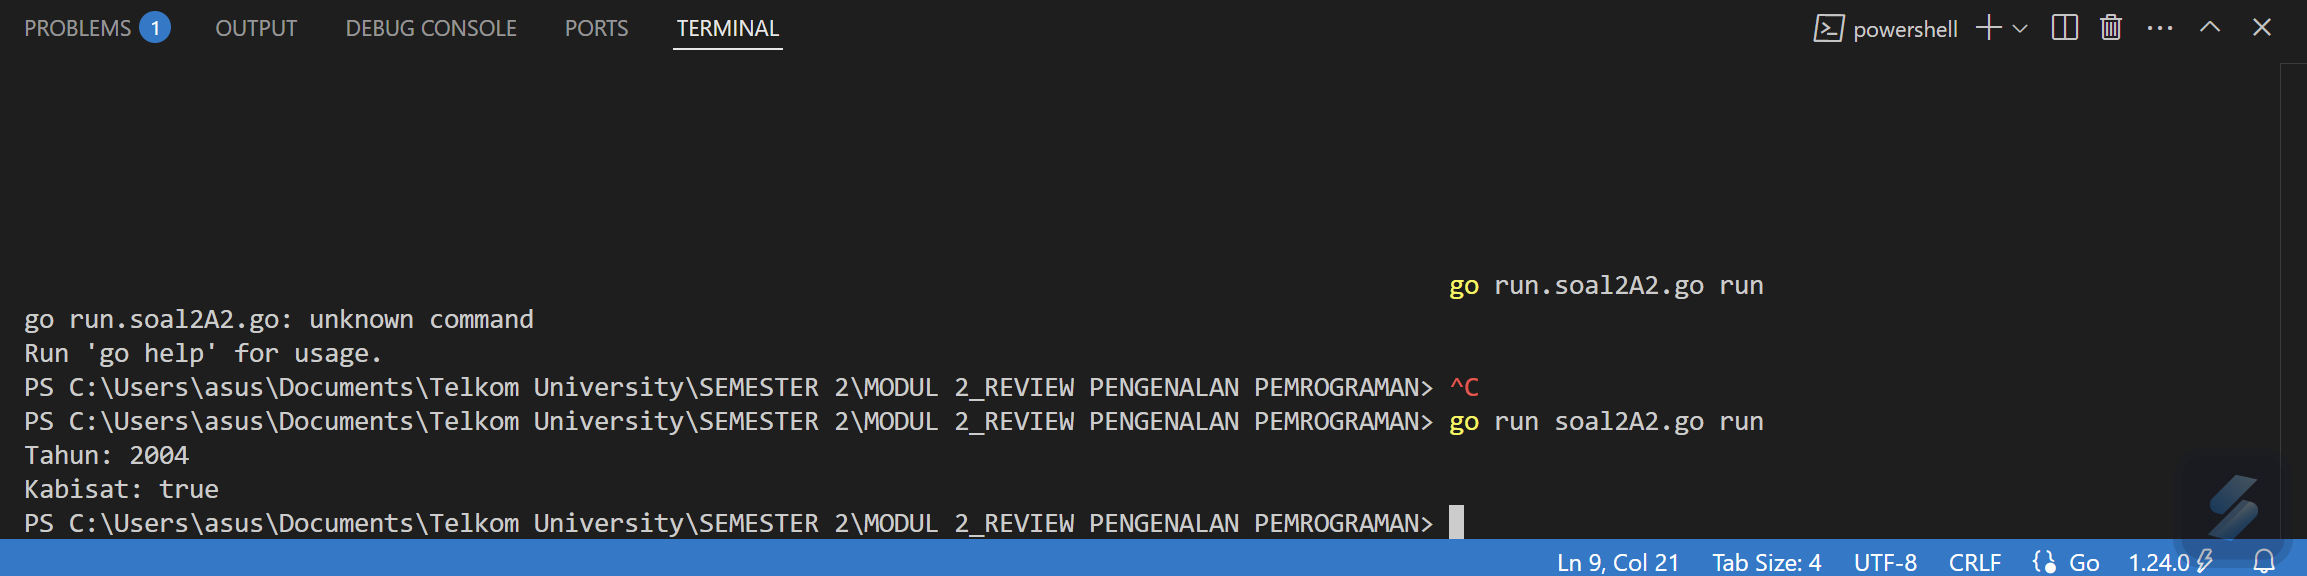 PROBLEMS 1 OUTPUT DEBUG CONSOLE PORTS TERMINAL powershell
go run.soal2A2.go run
go run.soal2A2.go: unknown command
Run 'go help' for usage.
PS C:\Users\asus\Documents\Telkom University\SEMESTER 2\MODUL 2_REVIEW PENGENALAN PEMROGRAMAN> ^C
PS C:\Users\asus\Documents\Telkom University\SEMESTER 2\MODUL 2_REVIEW PENGENALAN PEMROGRAMAN> go run soal2A2.go run
Tahun: 2004
Kabisat: true
PS C:\Users\asus\Documents\Telkom University\SEMESTER 2\MODUL 2_REVIEW PENGENALAN PEMROGRAMAN>
Ln 9, Col 21 Tab Size: 4 UTF-8 CRLF Go 1.24.0